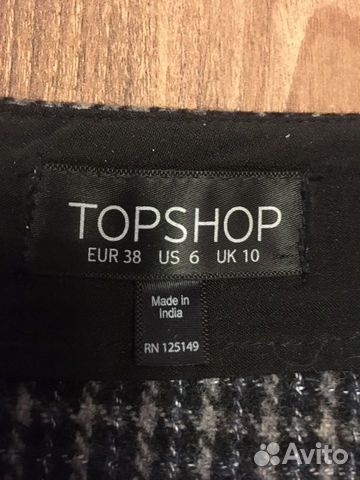 TOPSHOP
EUR 38 US 6 UK 10
Made in
India
RN 125149
Avito